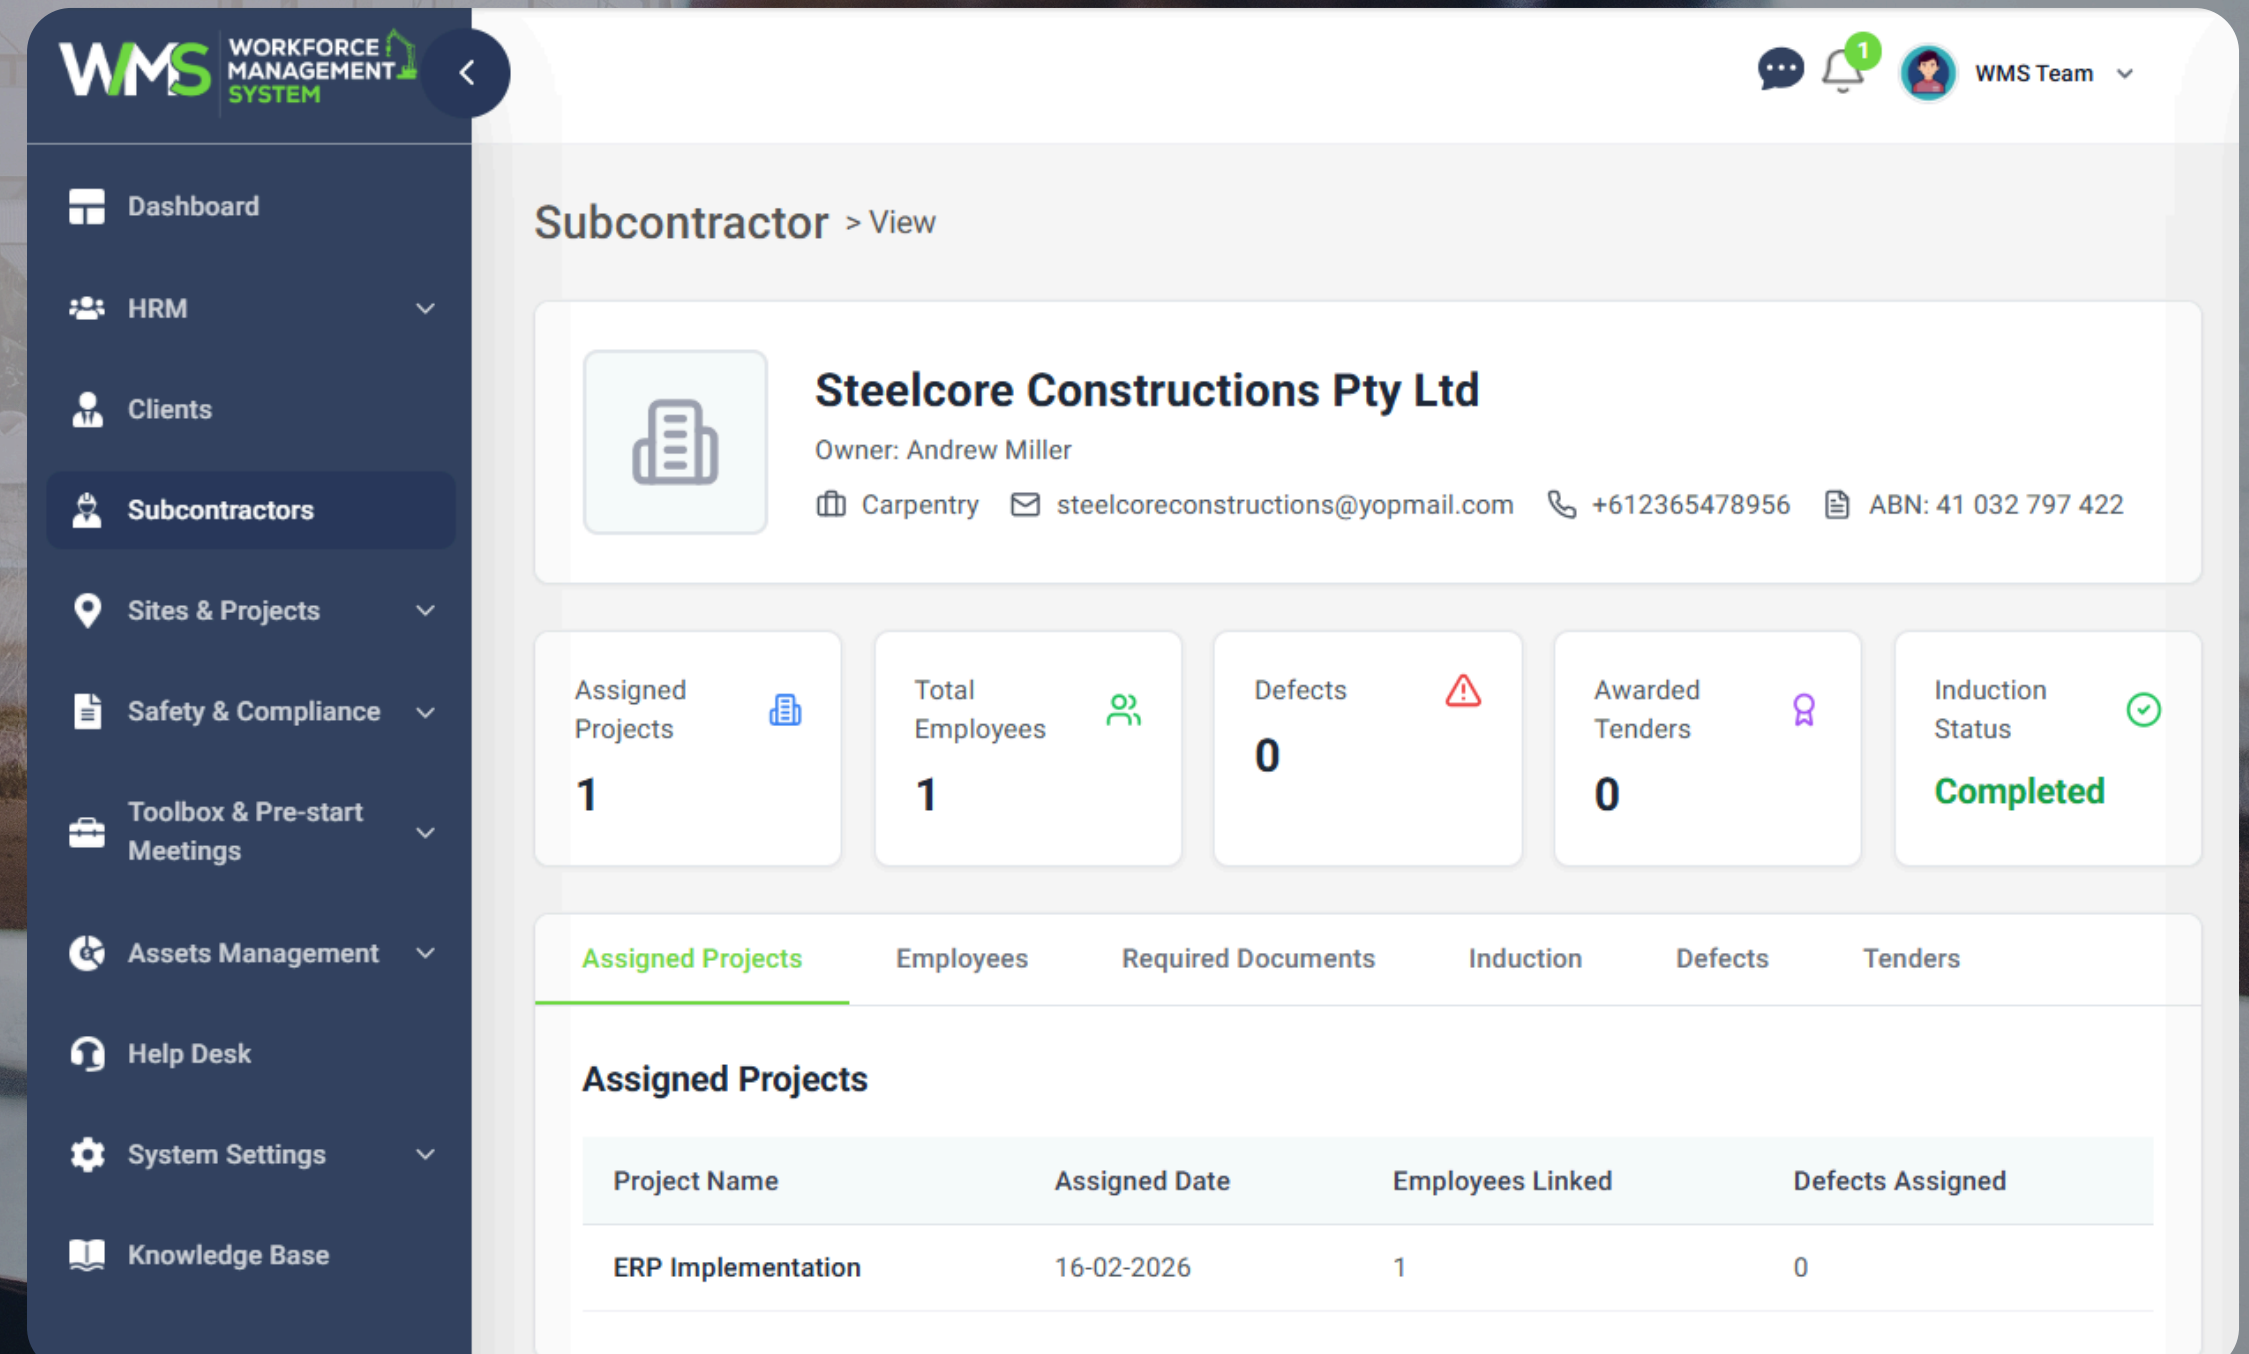 WMS
WORKFORCE
MANAGEMENT
SYSTEM
1
WMS Team
Dashboard
HRM
Clients
Subcontractors
Sites & Projects
Safety & Compliance
Toolbox & Pre-start
Meetings
Assets Management
Help Desk
System Settings
Knowledge Base
Subcontractor > View
Steelcore Constructions Pty Ltd
Owner: Andrew Miller
Carpentry steelcoreconstructions@yopmail.com +612365478956 ABN: 41 032 797 422
Assigned
Projects
1
Total
Employees
1
Defects
0
Awarded
Tenders
0
Induction
Status
Completed
Assigned Projects Employees Required Documents Induction Defects Tenders
Assigned Projects
Project Name Assigned Date Employees Linked Defects Assigned
ERP Implementation 16-02-2026 1 0